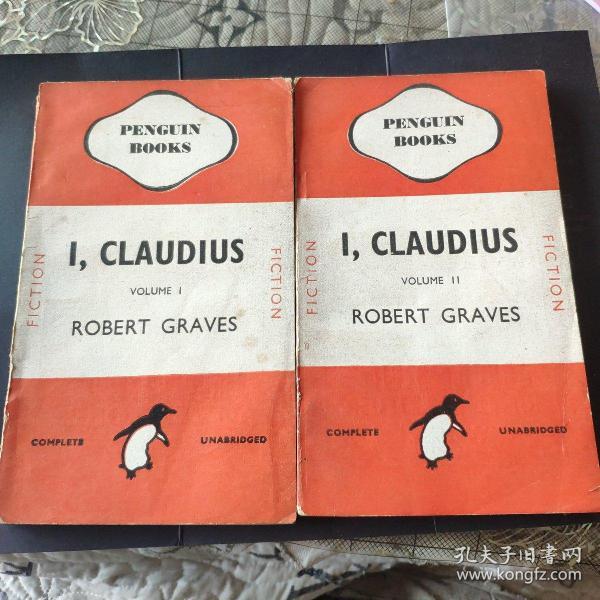 PENGUIN
BOOKS
I, CLAUDIUS
VOLUME I
ROBERT GRAVES
FICTION
FICTION
COMPLETE
UNABRIDGED
PENGUIN
BOOKS
I, CLAUDIUS
VOLUME II
ROBERT GRAVES
FICTION
FICTION
COMPLETE
UNABRIDGED
孔夫子旧书网
www.kongfz.com